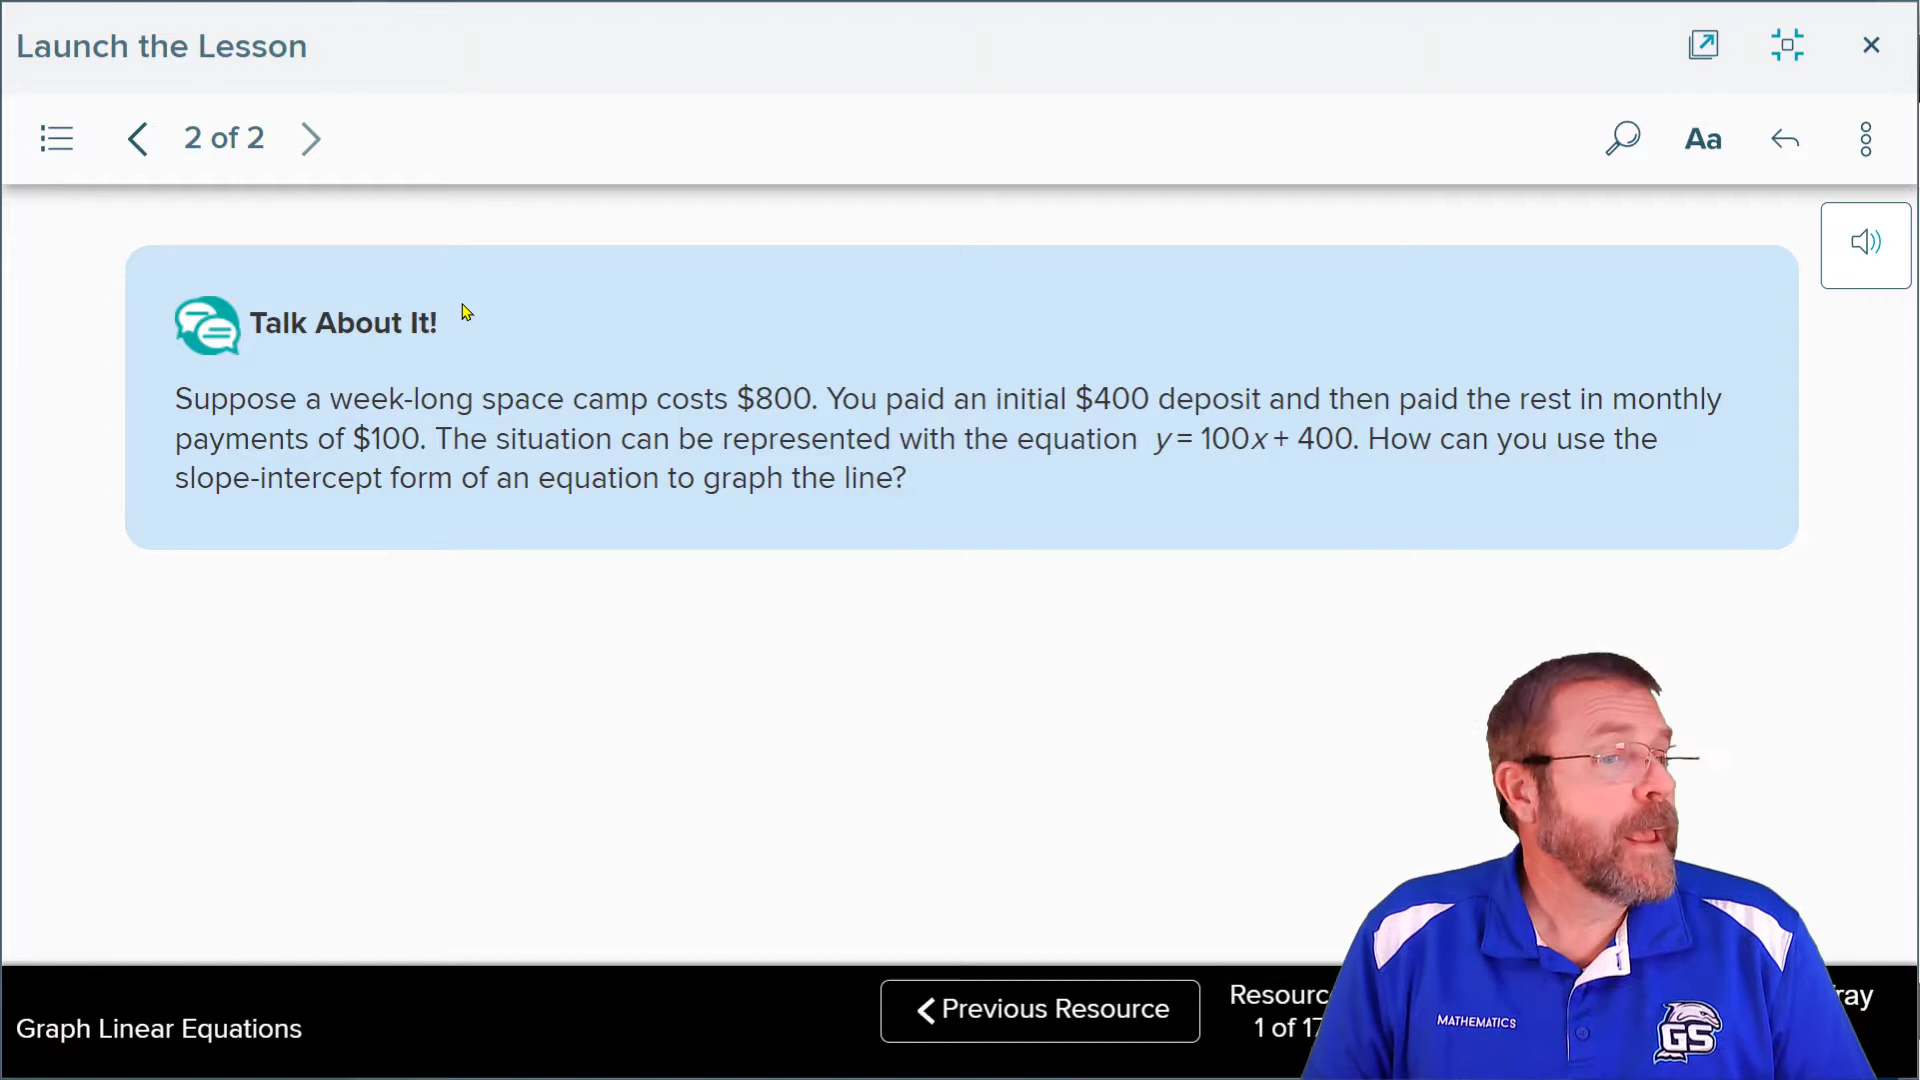 Launch the Lesson
2 of 2
Aa
Talk About It!
Suppose a week-long space camp costs $800. You paid an initial $400 deposit and then paid the rest in monthly
payments of $100. The situation can be represented with the equation y = 100x + 400. How can you use the
slope-intercept form of an equation to graph the line?
Graph Linear Equations
Previous Resource
1 of 17
MATHEMATICS
GS